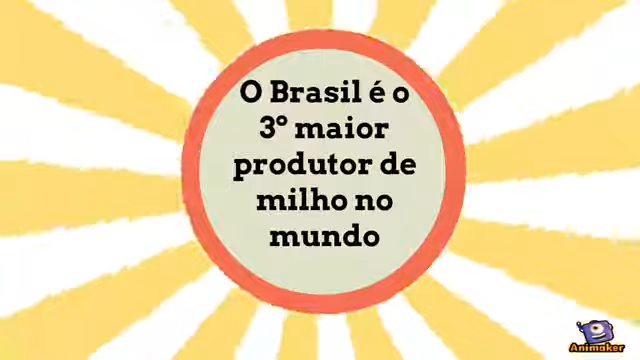 O Brasil é o
3º maior
produtor de
milho no
mundo
Animaker